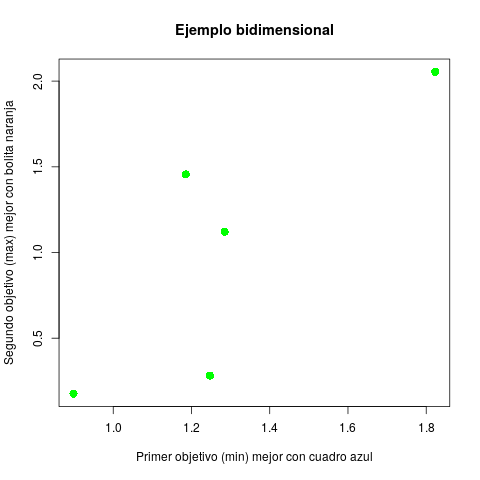 Ejemplo bidimensional
Segundo objetivo (max) mejor con bolita naranja
2.0
1.5
1.0
0.5
1.0 1.2 1.4 1.6 1.8
Primer objetivo (min) mejor con cuadro azul